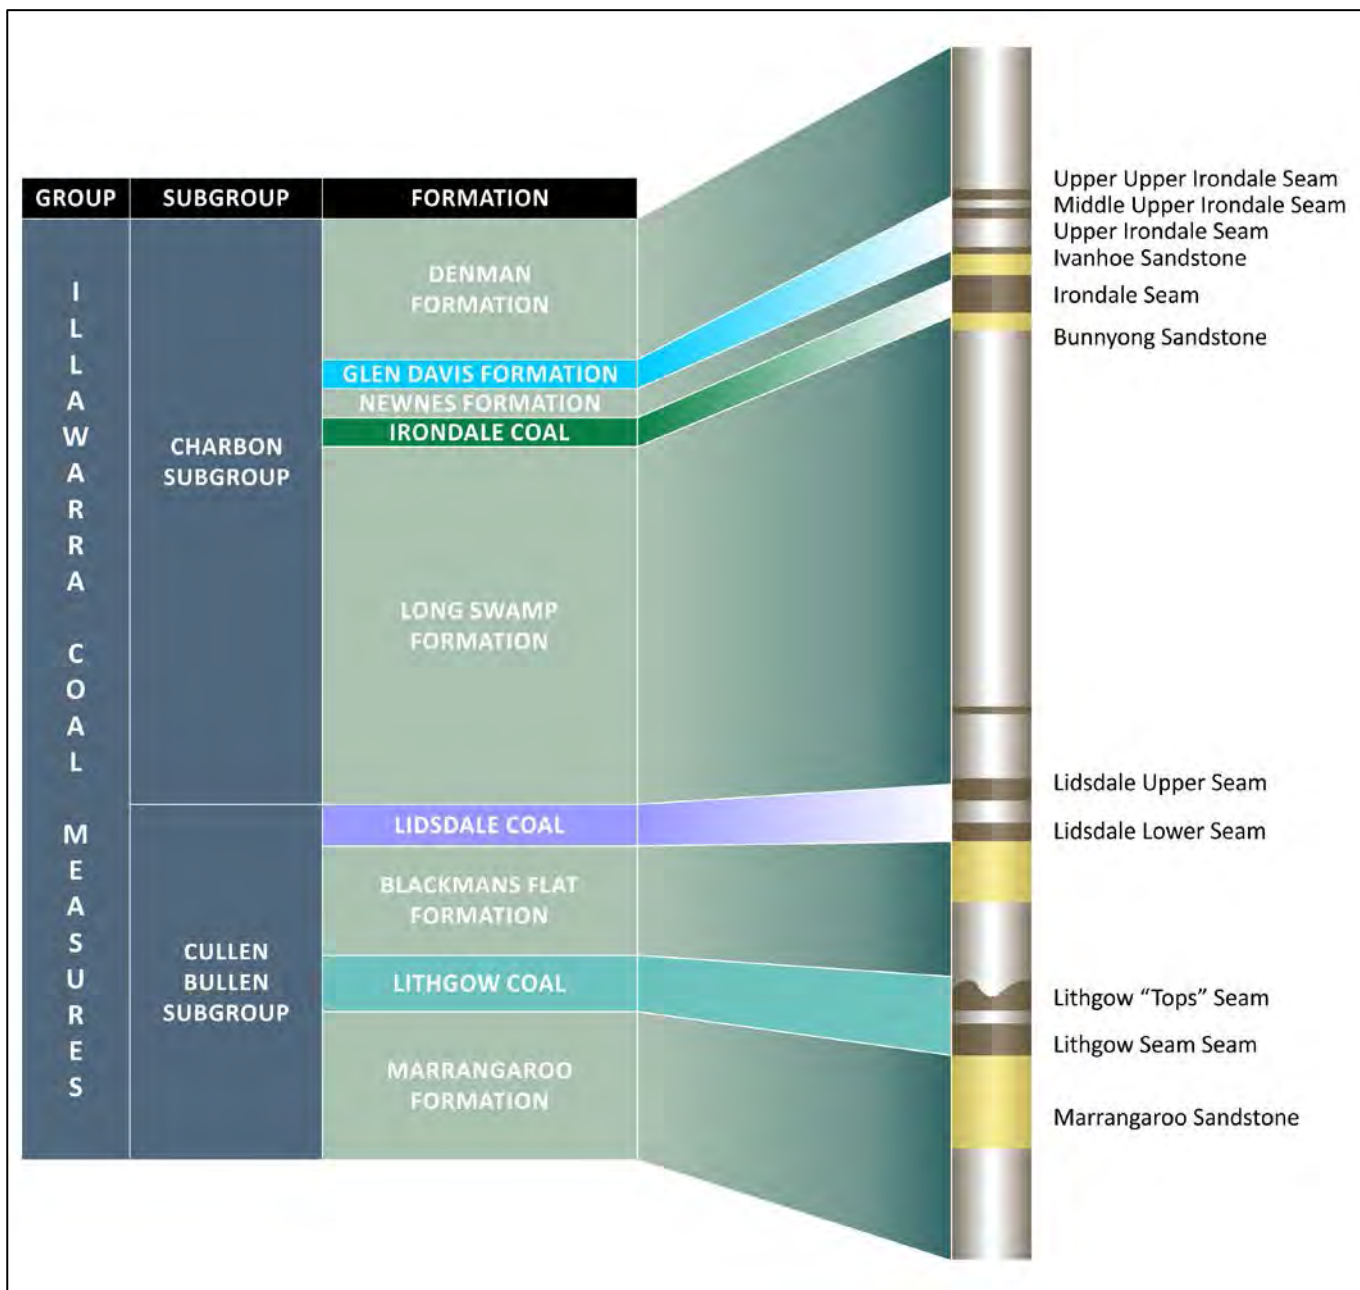 GROUP
SUBGROUP
FORMATION
ILLAWARRA COAL MEASURES
CHARBON
SUBGROUP
CULLEN
BULLEN
SUBGROUP
DENMAN
FORMATION
GLEN DAVIS FORMATION
NEWNES FORMATION
IRONDALE COAL
LONG SWAMP
FORMATION
LIDSDALE COAL
BLACKMANS FLAT
FORMATION
LITHGOW COAL
MARRANGAROO
FORMATION
Upper Upper Irondale Seam
Middle Upper Irondale Seam
Upper Irondale Seam
Ivanhoe Sandstone
Irondale Seam
Bunnyong Sandstone
Lidsdale Upper Seam
Lidsdale Lower Seam
Lithgow “Tops” Seam
Lithgow Seam Seam
Marrangaroo Sandstone